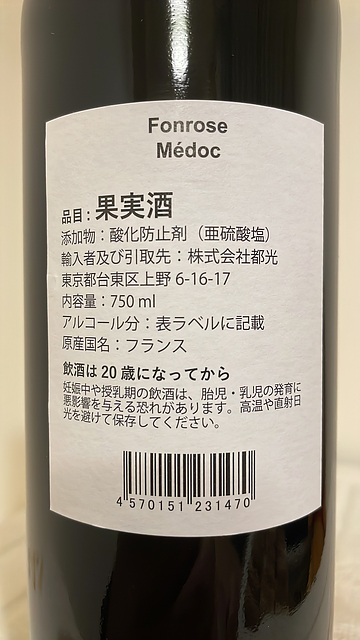 Fonrose
Médoc
品目:果実酒
添加物：酸化防止剤（亜硫酸塩）
輸入者及び引取先：株式会社都光
東京都台東区上野 6-16-17
内容量：750 ml
アルコール分：表ラベルに記載
原産国名：フランス
飲酒は 20 歳になってから
妊娠中や授乳期の飲酒は、胎児・乳児の発育に
悪影響を与える恐れがあります。高温や直射日
光を避けて保存してください。
4 570151 231470